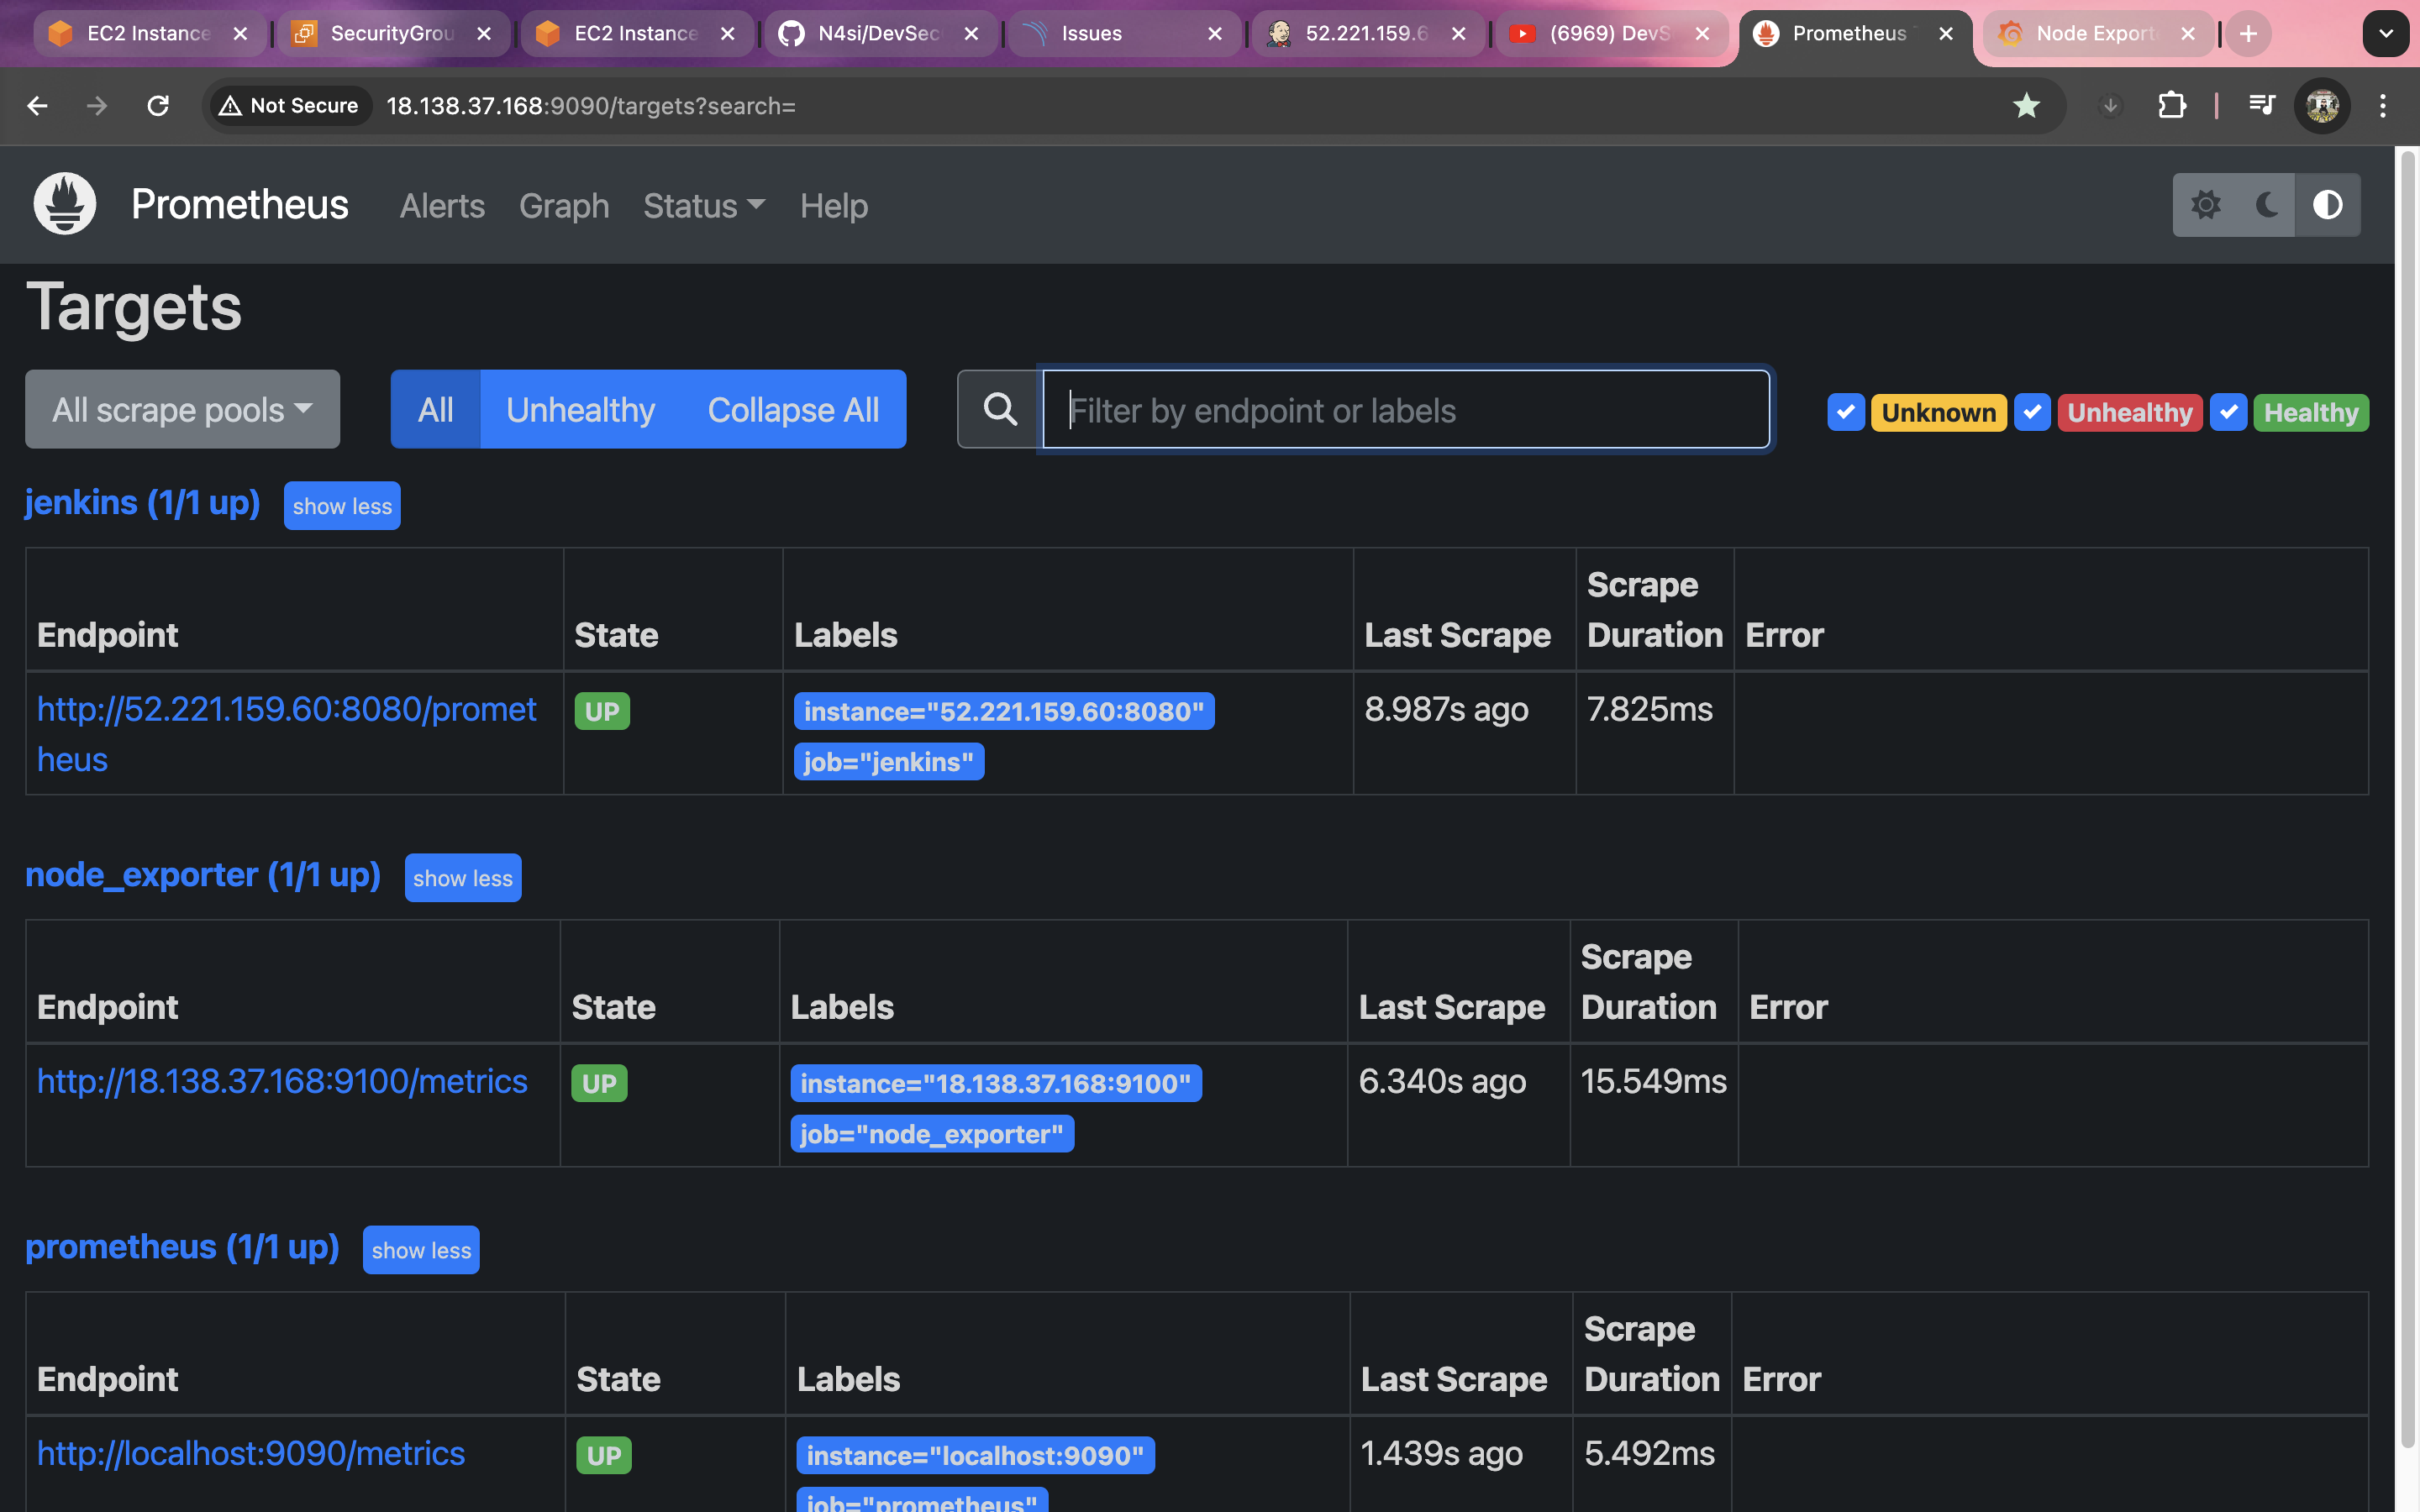 EC2 Instance
SecurityGrou
EC2 Instance
N4si/DevSec
Issues
52.221.159.6
(6969) DevS
Prometheus
Node Export
Not Secure 18.138.37.168:9090/targets?search=
Prometheus Alerts Graph Status Help
Targets
All scrape pools All Unhealthy Collapse All Filter by endpoint or labels Unknown Unhealthy Healthy
jenkins (1/1 up) show less
Endpoint State Labels Last Scrape Scrape Duration Error
http://52.221.159.60:8080/promet
heus
UP
instance="52.221.159.60:8080"
job="jenkins"
8.987s ago
7.825ms
node_exporter (1/1 up) show less
Endpoint State Labels Last Scrape Scrape Duration Error
http://18.138.37.168:9100/metrics
UP
instance="18.138.37.168:9100"
job="node_exporter"
6.340s ago
15.549ms
prometheus (1/1 up) show less
Endpoint State Labels Last Scrape Scrape Duration Error
http://localhost:9090/metrics
UP
instance="localhost:9090"
job="prometheus"
1.439s ago
5.492ms